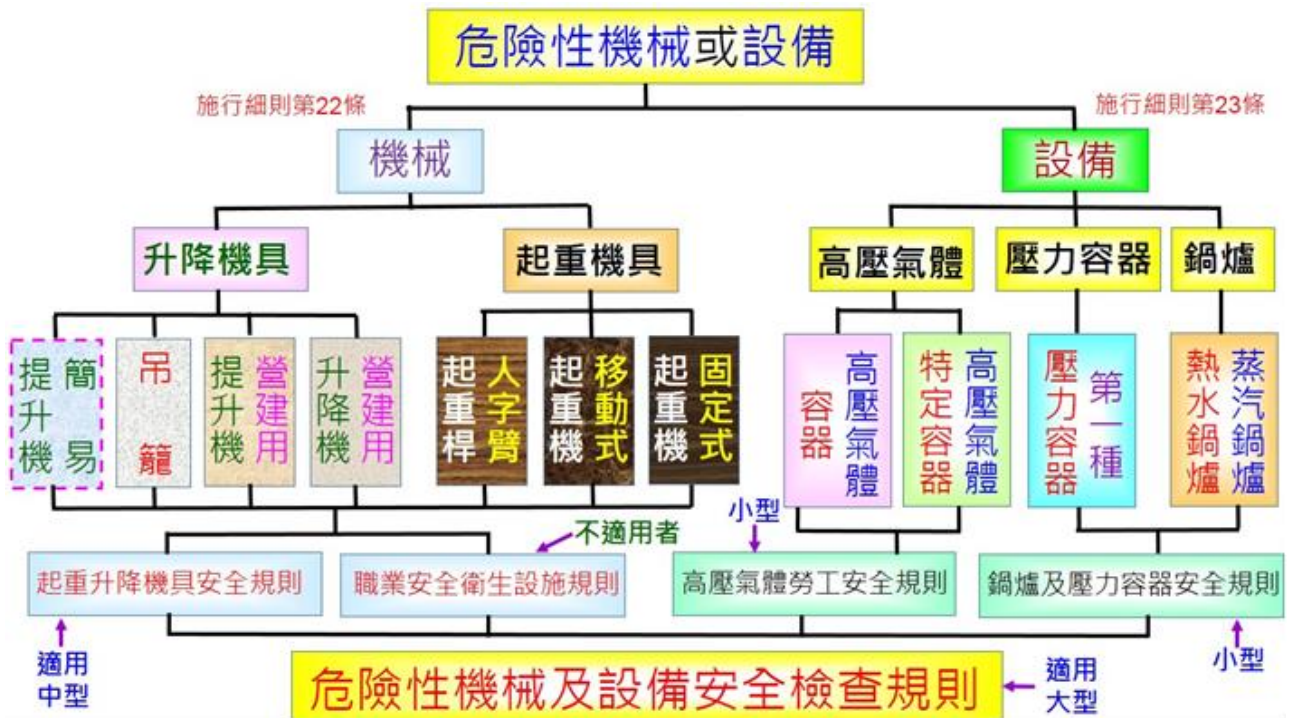 危險性機械或設備
施行細則第22條
施行細則第23條
機械
設備
升降機具
起重機具
高壓氣體
壓力容器
鍋爐
簡易
提升機
吊籠
營建用
提升機
營建用
升降機
人字臂
起重桿
移動式
起重機
固定式
起重機
高壓氣體
容器
高壓氣體
特定容器
第一種
壓力容器
蒸汽鍋爐
熱水鍋爐
不適用者
小型
起重升降機具安全規則
職業安全衛生設施規則
高壓氣體勞工安全規則
鍋爐及壓力容器安全規則
適用
中型
危險性機械及設備安全檢查規則
適用
大型
小型